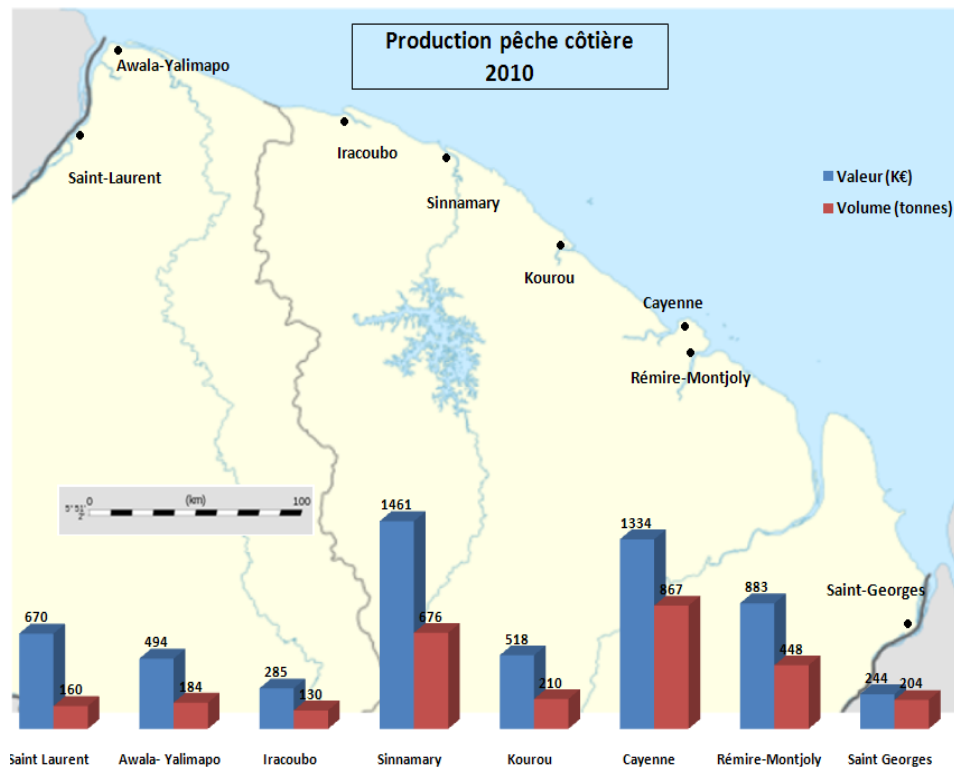 Production pêche côtière
2010
Awala-Yalimapo
Saint-Laurent
Iracoubo
Sinnamary
Valeur (K€)
Volume (tonnes)
Kourou
Cayenne
Rémire-Montjoly
Saint-Georges
0 (km) 100
5°51'
670
160
494
184
285
130
1461
676
518
210
1334
867
883
448
244
204
Saint Laurent
Awala- Yalimapo
Iracoubo
Sinnamary
Kourou
Cayenne
Rémire-Montjoly
Saint Georges